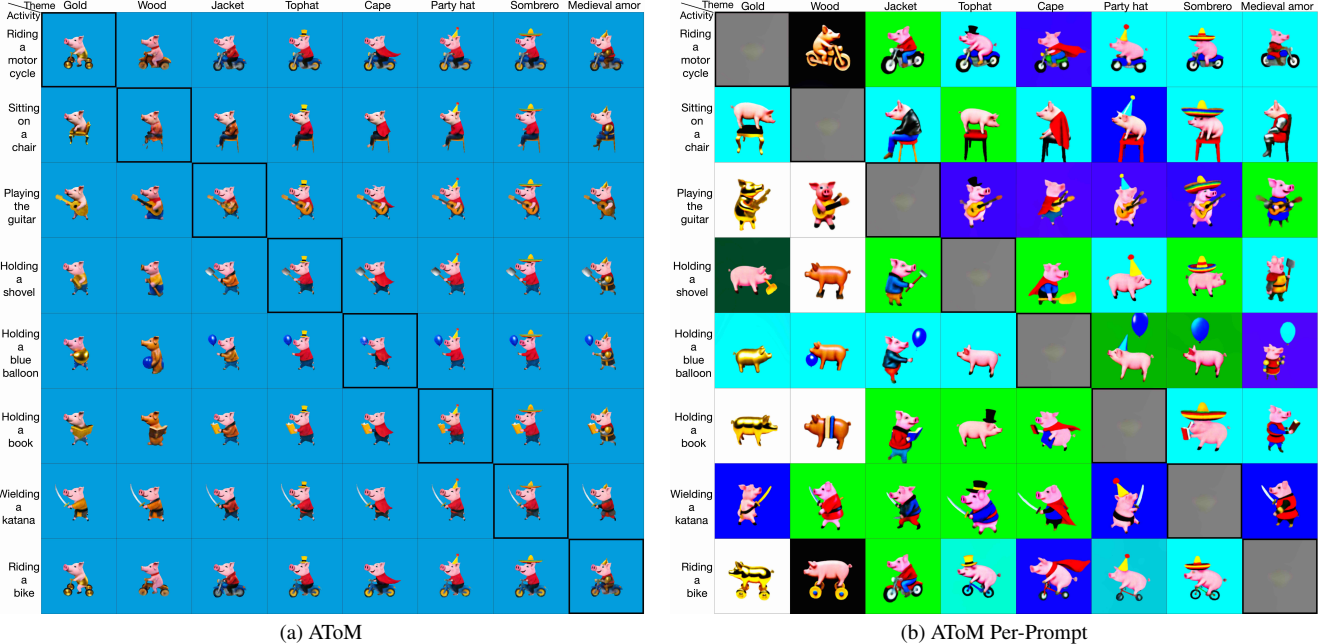 Theme Gold Wood Jacket Tophat Cape Party hat Sombrero Medieval amor
Activity
Riding
a
motor
cycle
Sitting
on
a
chair
Playing
the
guitar
Holding
a
shovel
Holding
a
blue
balloon
Holding
a
book
Wielding
a
katana
Riding
a
bike
(a) AToM
Theme Gold Wood Jacket Tophat Cape Party hat Sombrero Medieval amor
Activity
Riding
a
motor
cycle
Sitting
on
a
chair
Playing
the
guitar
Holding
a
shovel
Holding
a
blue
balloon
Holding
a
book
Wielding
a
katana
Riding
a
bike
(b) AToM Per-Prompt